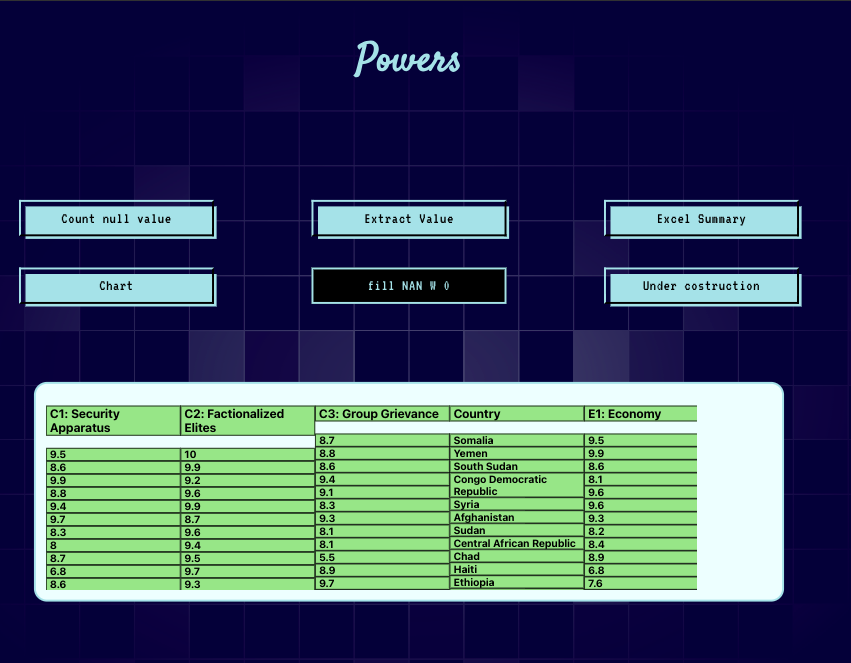 Powers
Count null value
Extract Value
Excel Summary
Chart
fill NAN W 0
Under costruction
C1: Security
Apparatus
9.5
8.6
9.9
8.8
9.4
9.7
8.3
8
8.7
6.8
8.6
C2: Factionalized
Elites
10
9.9
9.2
9.6
9.9
8.7
9.6
9.4
9.5
9.7
9.3
C3: Group Grievance
8.7
8.8
8.6
9.4
9.1
8.3
9.3
8.1
8.1
5.5
8.9
9.7
Country
Somalia
Yemen
South Sudan
Congo Democratic
Republic
Syria
Afghanistan
Sudan
Central African Republic
Chad
Haiti
Ethiopia
E1: Economy
9.5
9.9
8.6
8.1
9.6
9.6
9.3
8.2
8.4
8.9
6.8
7.6